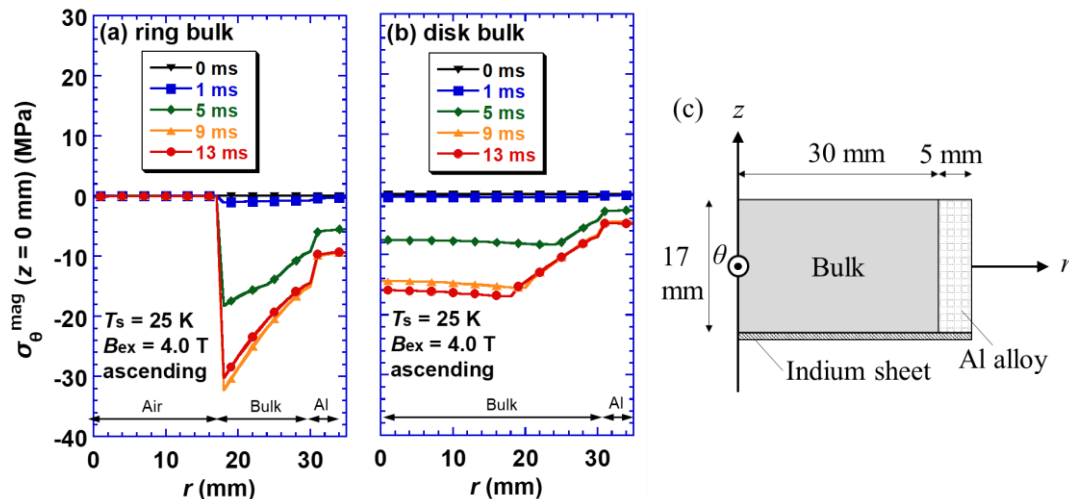 (a) ring bulk
0 ms
1 ms
5 ms
9 ms
13 ms
Ts = 25 K
Bex = 4.0 T
ascending
Air
Bulk
Al
30
20
10
0
-10
-20
-30
-40
σθmag (z = 0 mm) (MPa)
0 10 20 30
r (mm)
(b) disk bulk
0 ms
1 ms
5 ms
9 ms
13 ms
Ts = 25 K
Bex = 4.0 T
ascending
Bulk
Al
0 10 20 30
r (mm)
(c)
z
30 mm
5 mm
17
mm
θ
Bulk
r
Indium sheet
Al alloy